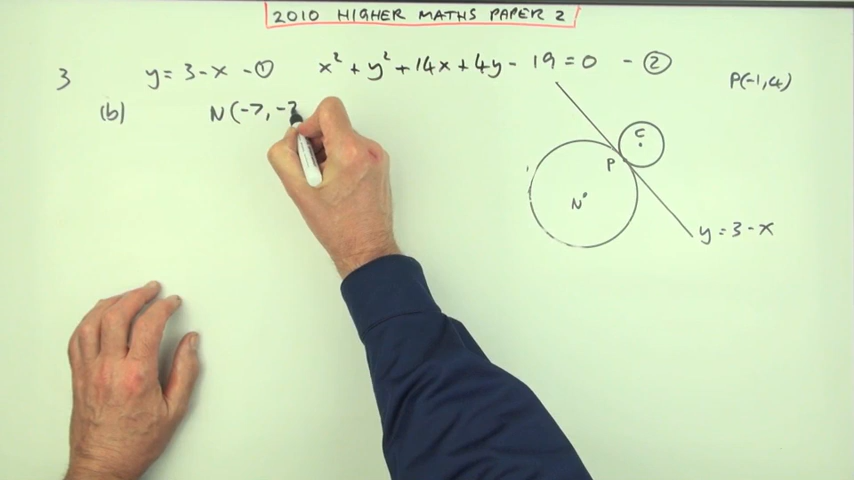 2010 HIGHER MATHS PAPER 2
3 y = 3 - x - ① x² + y² + 14x + 4y - 19 = 0 - ②
P(-1,4)
(b) N(-7, -2
C
P
N
y = 3 - x